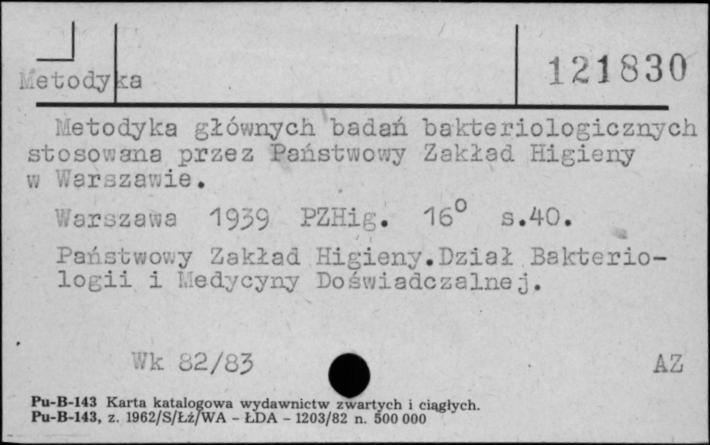 Metodyka
121830
Metodyka głównych badań bakteriologicznych
stosowana przez Państwowy Zakład Higieny
w Warszawie.
Warszawa 1939 PZHig. 16° s.40.
Państwowy Zakład Higieny.Dział Bakterio-
logii i Medycyny Doświadczalnej.
Wk 82/83
AZ
Pu-B-143 Karta katalogowa wydawnictw zwartych i ciągłych.
Pu-B-143, z. 1962/S/Łź/WA - ŁDA - 1203/82 n. 500 000